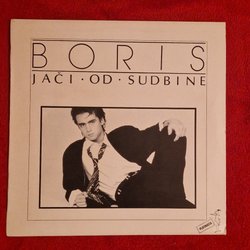 BORIS
JAČI · OD · SUDBINE